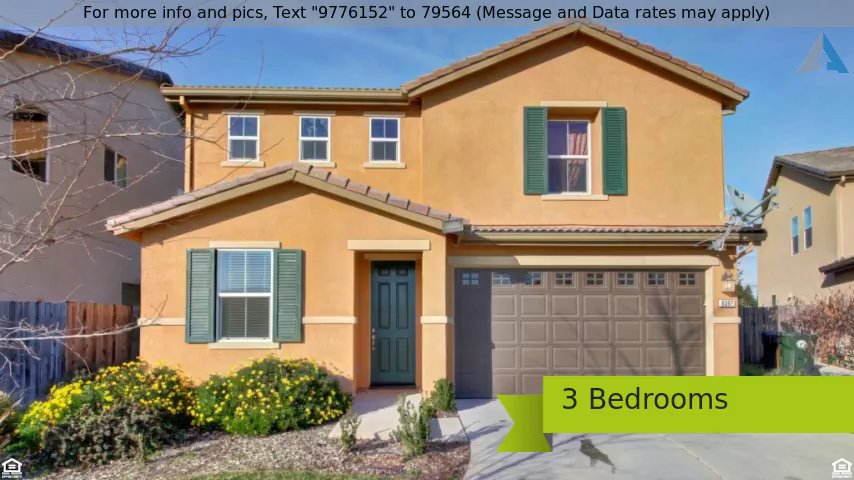 For more info and pics, Text "9776152" to 79564 (Message and Data rates may apply)
3 Bedrooms